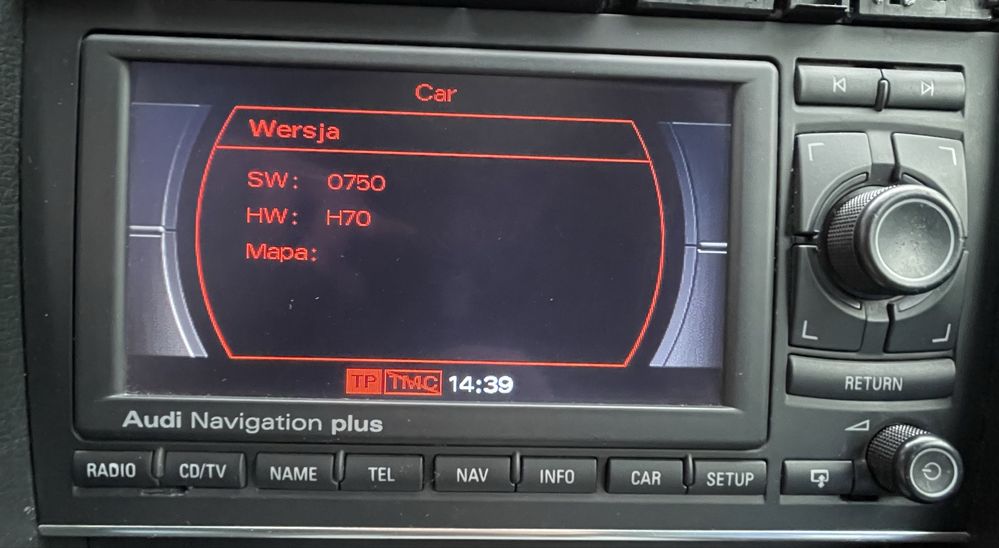 Car
Wersja
SW: 0750
HW: H70
Mapa:
TP TMC 14:39
Audi Navigation plus
RADIO CD/TV NAME TEL NAV INFO CAR SETUP
RETURN